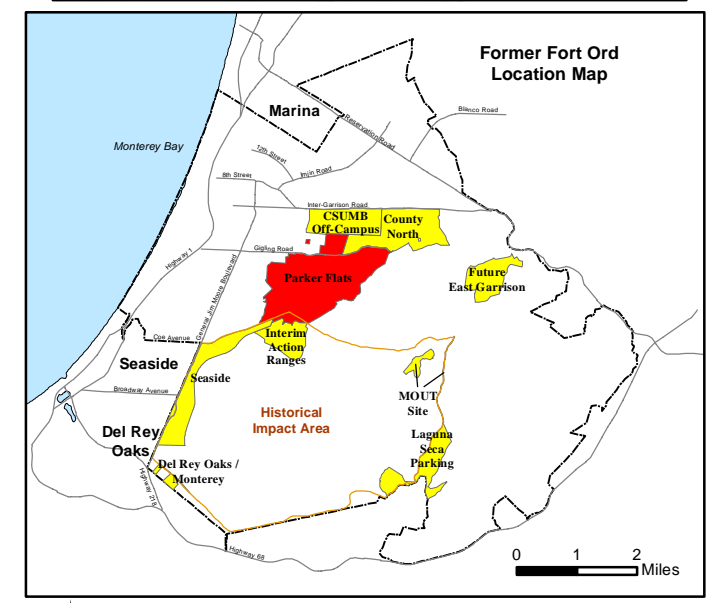 Former Fort Ord
Location Map
Marina
Blanco Road
Reservation Road
Monterey Bay
12th Street
Imjin Road
8th Street
Inter-Garrison Road
CSUMB
Off-Campus
County
North
Gigling Road
Highway 1
General Jim Moore Boulevard
Parker Flats
Future
East Garrison
Coe Avenue
Interim
Action
Ranges
Seaside
Seaside
Broadway Avenue
MOUT
Site
Historical
Impact Area
Del Rey
Oaks
Laguna
Seca
Parking
Del Rey Oaks /
Monterey
Highway 218
Highway 68
0 1 2
Miles